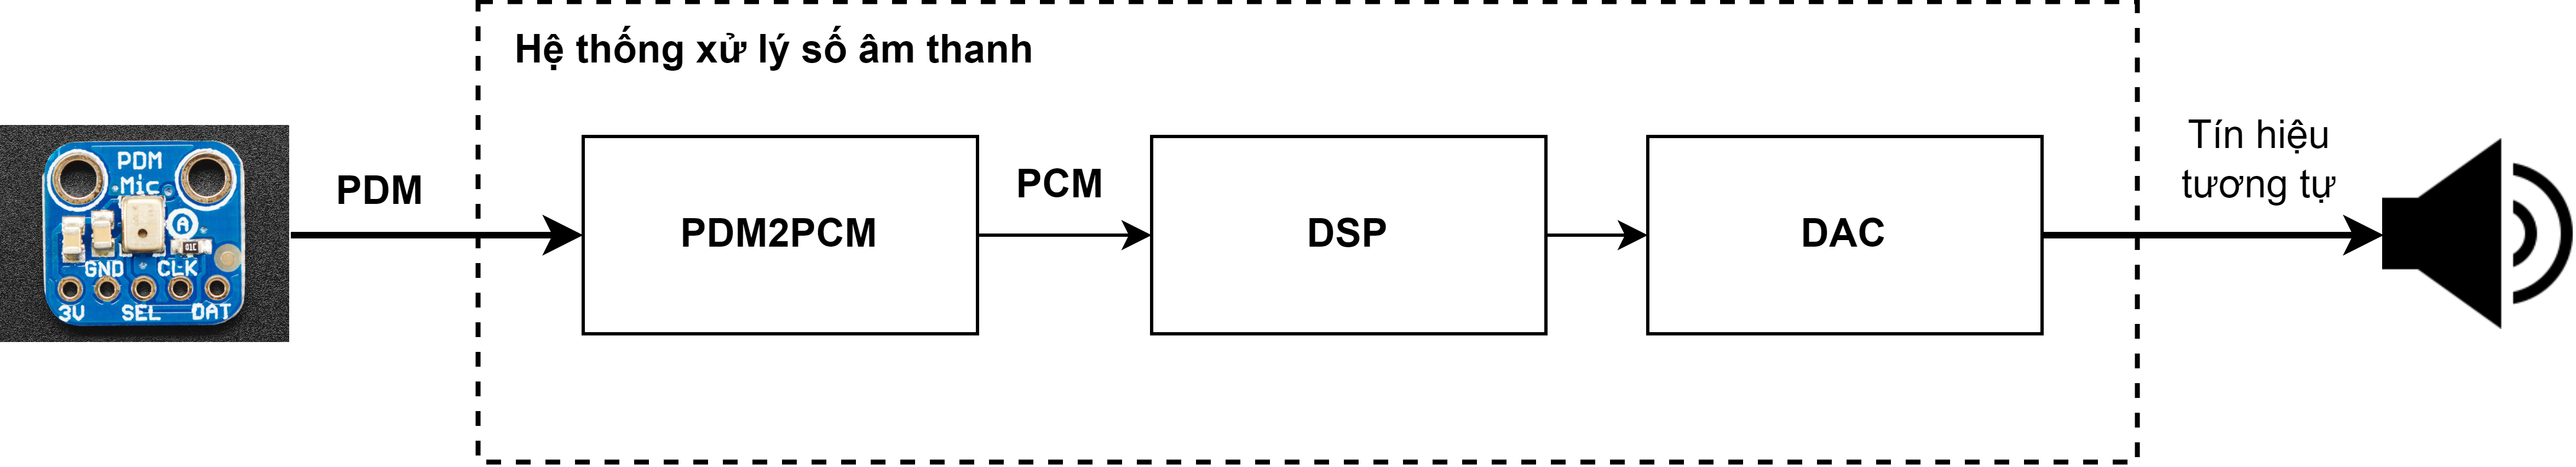 Hệ thống xử lý số âm thanh
PDM
Mic
A
GND
CLK
3V
SEL
DAT
PDM
PDM2PCM
PCM
DSP
DAC
Tín hiệu
tương tự